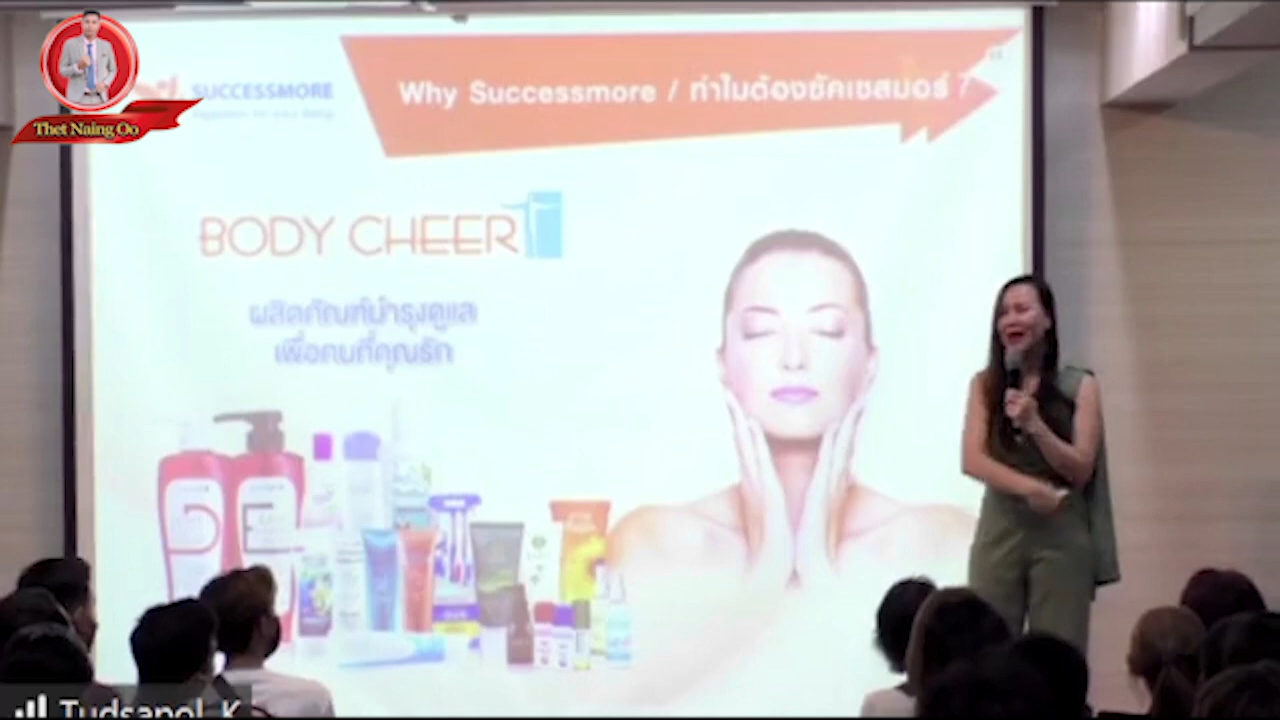 Thet Naing Oo
SUCCESSMORE
Why Successmore / ทำไมต้องซัคเซสมอร์ ?
BODY CHEER
ผลิตภัณฑ์บำรุงดูแล
เพื่อคนที่คุณรัก
Tudsapol K